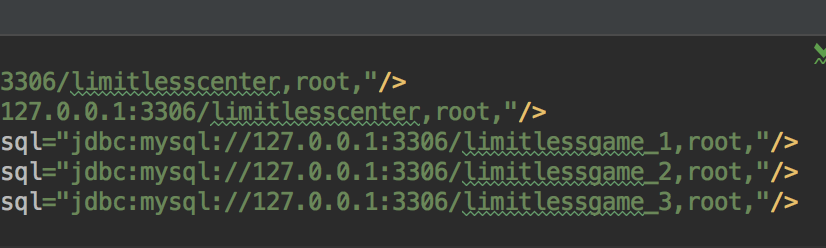 3306/limitlesscenter,root,"/>
127.0.0.1:3306/limitlesscenter,root,"/>
sql="jdbc:mysql://127.0.0.1:3306/limitlessgame_1,root,"/>
sql="jdbc:mysql://127.0.0.1:3306/limitlessgame_2,root,"/>
sql="jdbc:mysql://127.0.0.1:3306/limitlessgame_3,root,"/>